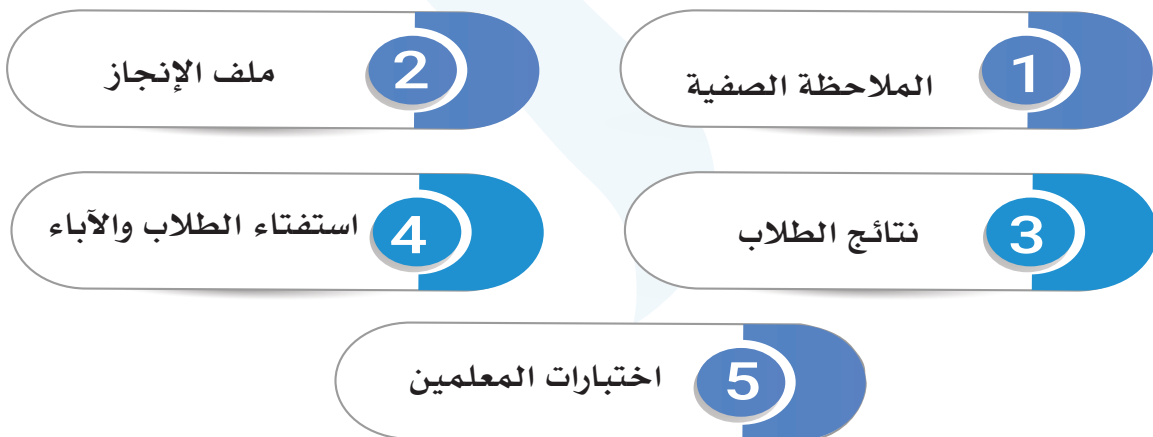 1 الملاحظة الصفية
2 ملف الإنجاز
3 نتائج الطلاب
4 استفتاء الطلاب والآباء
5 اختبارات المعلمين